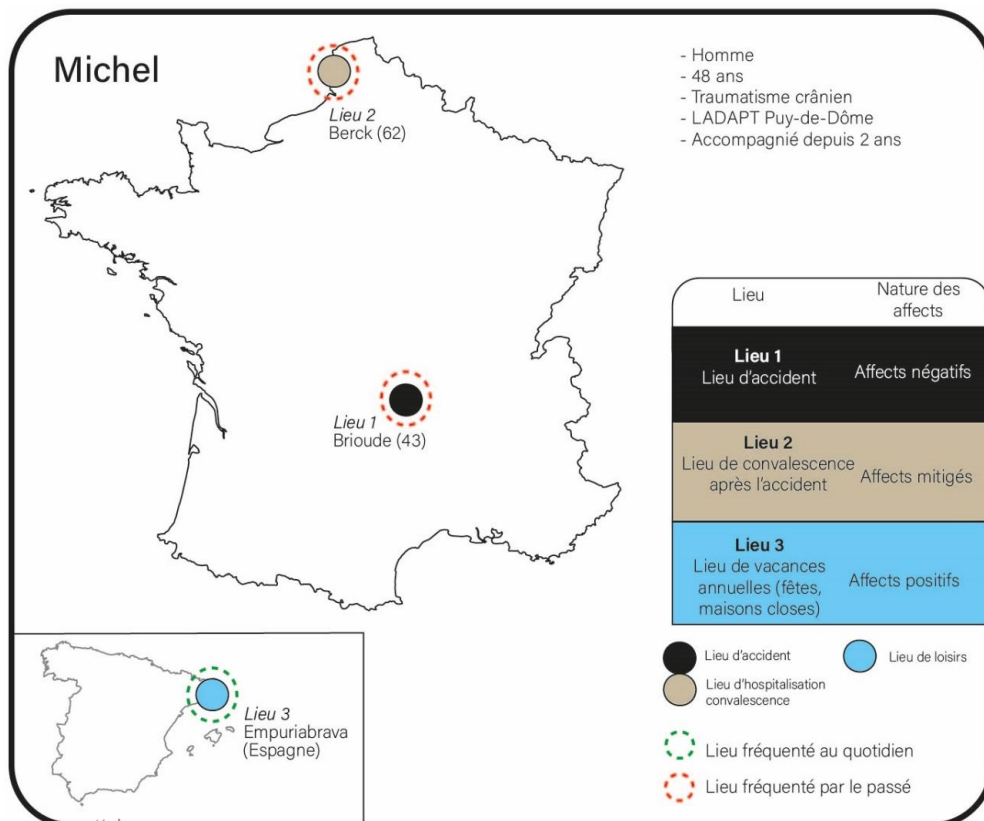 Michel
- Homme
- 48 ans
- Traumatisme crânien
- LADAPT Puy-de-Dôme
- Accompagné depuis 2 ans
Lieu 2
Berck (62)
Lieu 1
Brioude (43)
Lieu
Nature des
affects
Lieu 1
Lieu d'accident
Affects négatifs
Lieu 2
Lieu de convalescence
après l'accident
Affects mitigés
Lieu 3
Lieu de vacances
annuelles (fêtes,
maisons closes)
Affects positifs
Lieu 3
Empuriabrava
(Espagne)
Lieu d'accident
Lieu de loisirs
Lieu d'hospitalisation
convalescence
Lieu fréquenté au quotidien
Lieu fréquenté par le passé